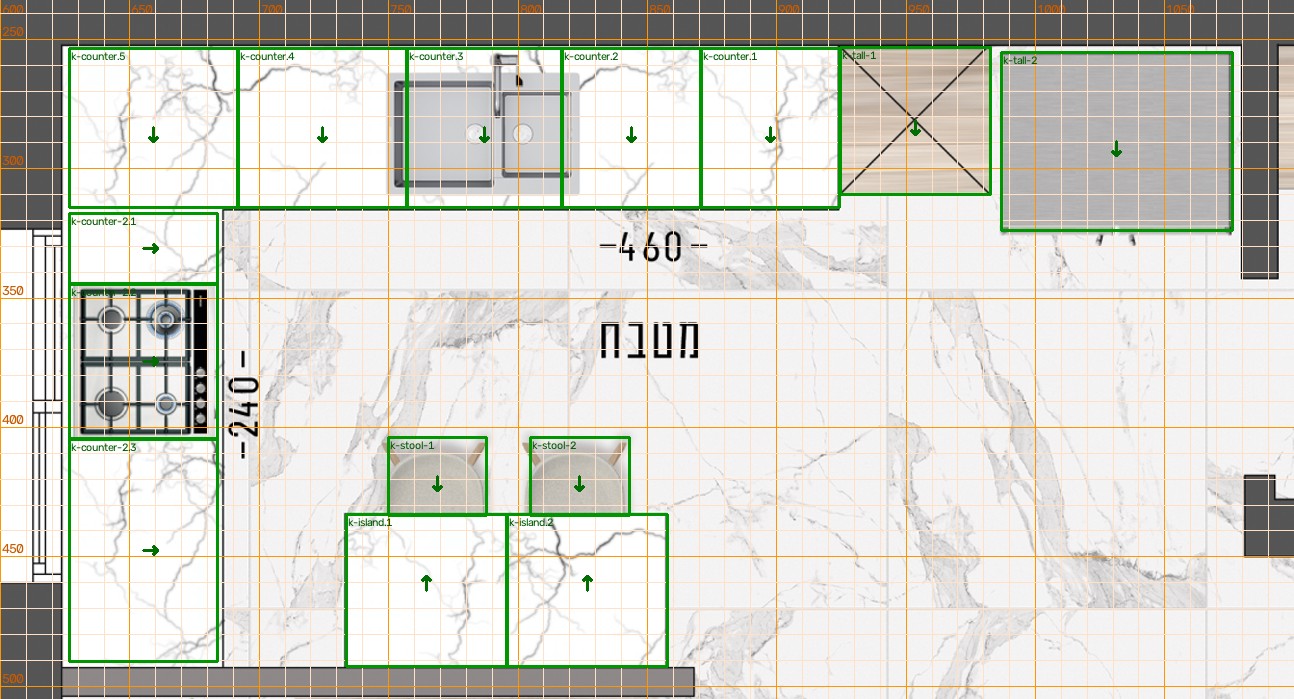 600 650 700 750 800 850 900 950 1000 1050
250
k-counter.5 k-counter.4 k-counter.3 k-counter.2 k-counter.1 k-tall-1 k-tall-2
300
k-counter-2.1
-460-
k-counter-2.2
350
מטבח
-240-
400
k-counter-2.3 k-stool-1 k-stool-2
k-island.1 k-island.2
450
500